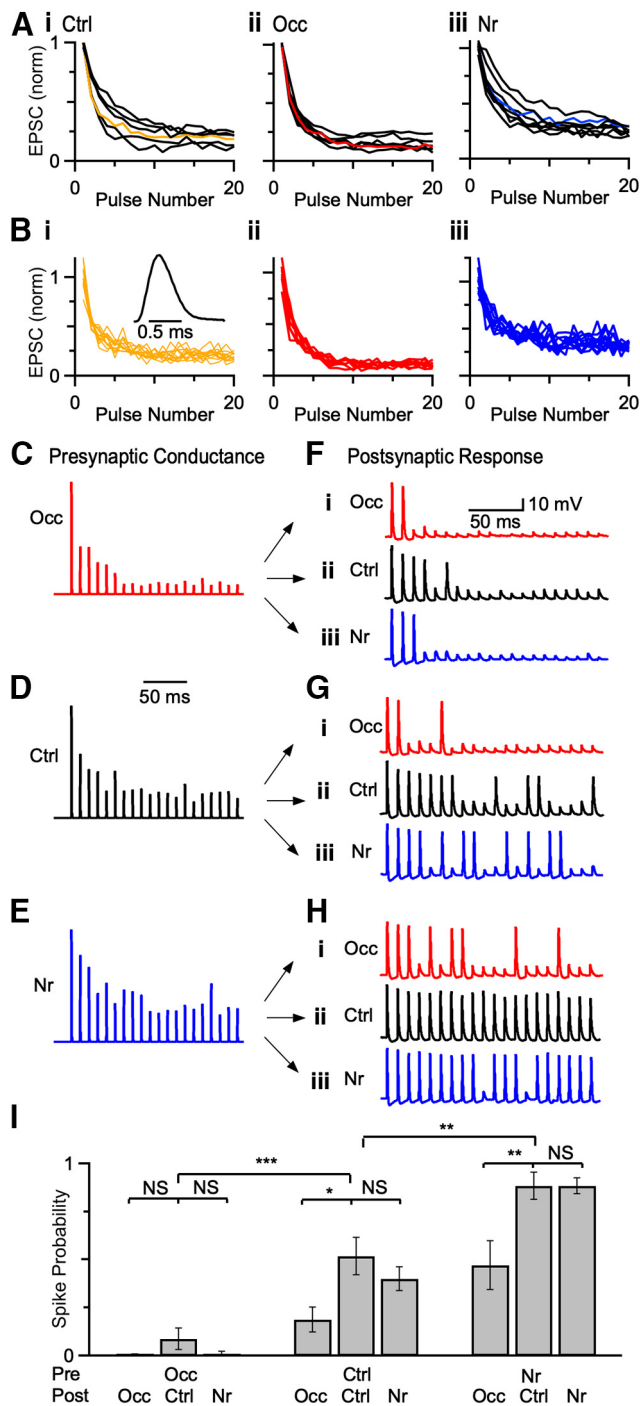 A i Ctrl ii Occ iii Nr
EPSC (norm)
1
0
0 20 0 20 0 20
Pulse Number Pulse Number Pulse Number
B i ii iii
EPSC (norm)
1
0
0.5 ms
0 20 0 20 0 20
Pulse Number Pulse Number Pulse Number
C Presynaptic Conductance
Occ
F Postsynaptic Response
i Occ
10 mV
50 ms
ii Ctrl
iii Nr
D
50 ms
Ctrl
G
i Occ
ii Ctrl
iii Nr
E
Nr
H
i Occ
ii Ctrl
iii Nr
I
Spike Probability
1
0
*** **
NS NS * NS ** NS
Pre Occ Ctrl Nr
Post Occ Ctrl Nr Occ Ctrl Nr Occ Ctrl Nr